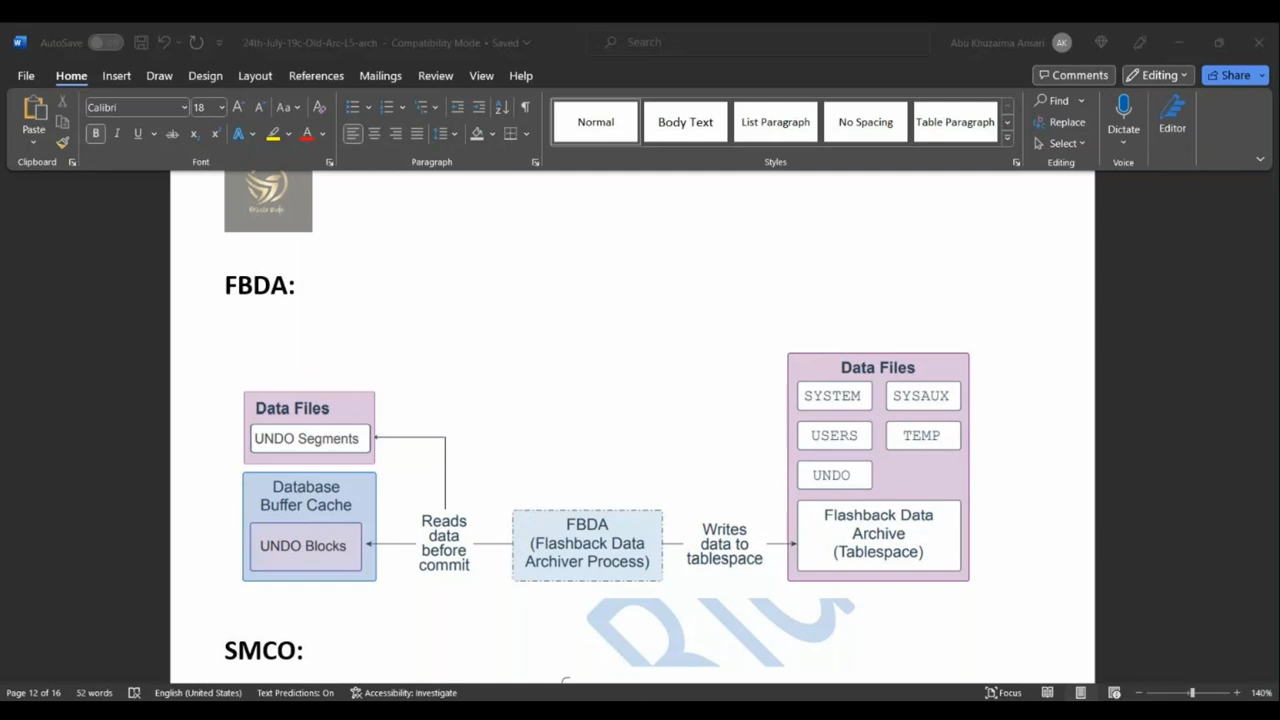 AutoSave
24th-July-19c-Old-Arc-L5-arch - Compatibility Mode • Saved
Search
Abu Khuzaima Ansari
AK
File Home Insert Draw Design Layout References Mailings Review View Help
Comments
Editing
Share
Calibri
18
Aa
B I U
Paste
Clipboard
Font
Paragraph
Normal
Body Text
List Paragraph
No Spacing
Table Paragraph
Styles
Find
Replace
Select
Editing
Dictate
Voice
Editor
FBDA:
Data Files
UNDO Segments
Database
Buffer Cache
UNDO Blocks
Reads
data
before
commit
FBDA
(Flashback Data
Archiver Process)
Writes
data to
tablespace
Data Files
SYSTEM SYSAUX
USERS TEMP
UNDO
Flashback Data
Archive
(Tablespace)
SMCO:
Page 12 of 16 52 words English (United States) Text Predictions: On Accessibility: Investigate
Focus
140%